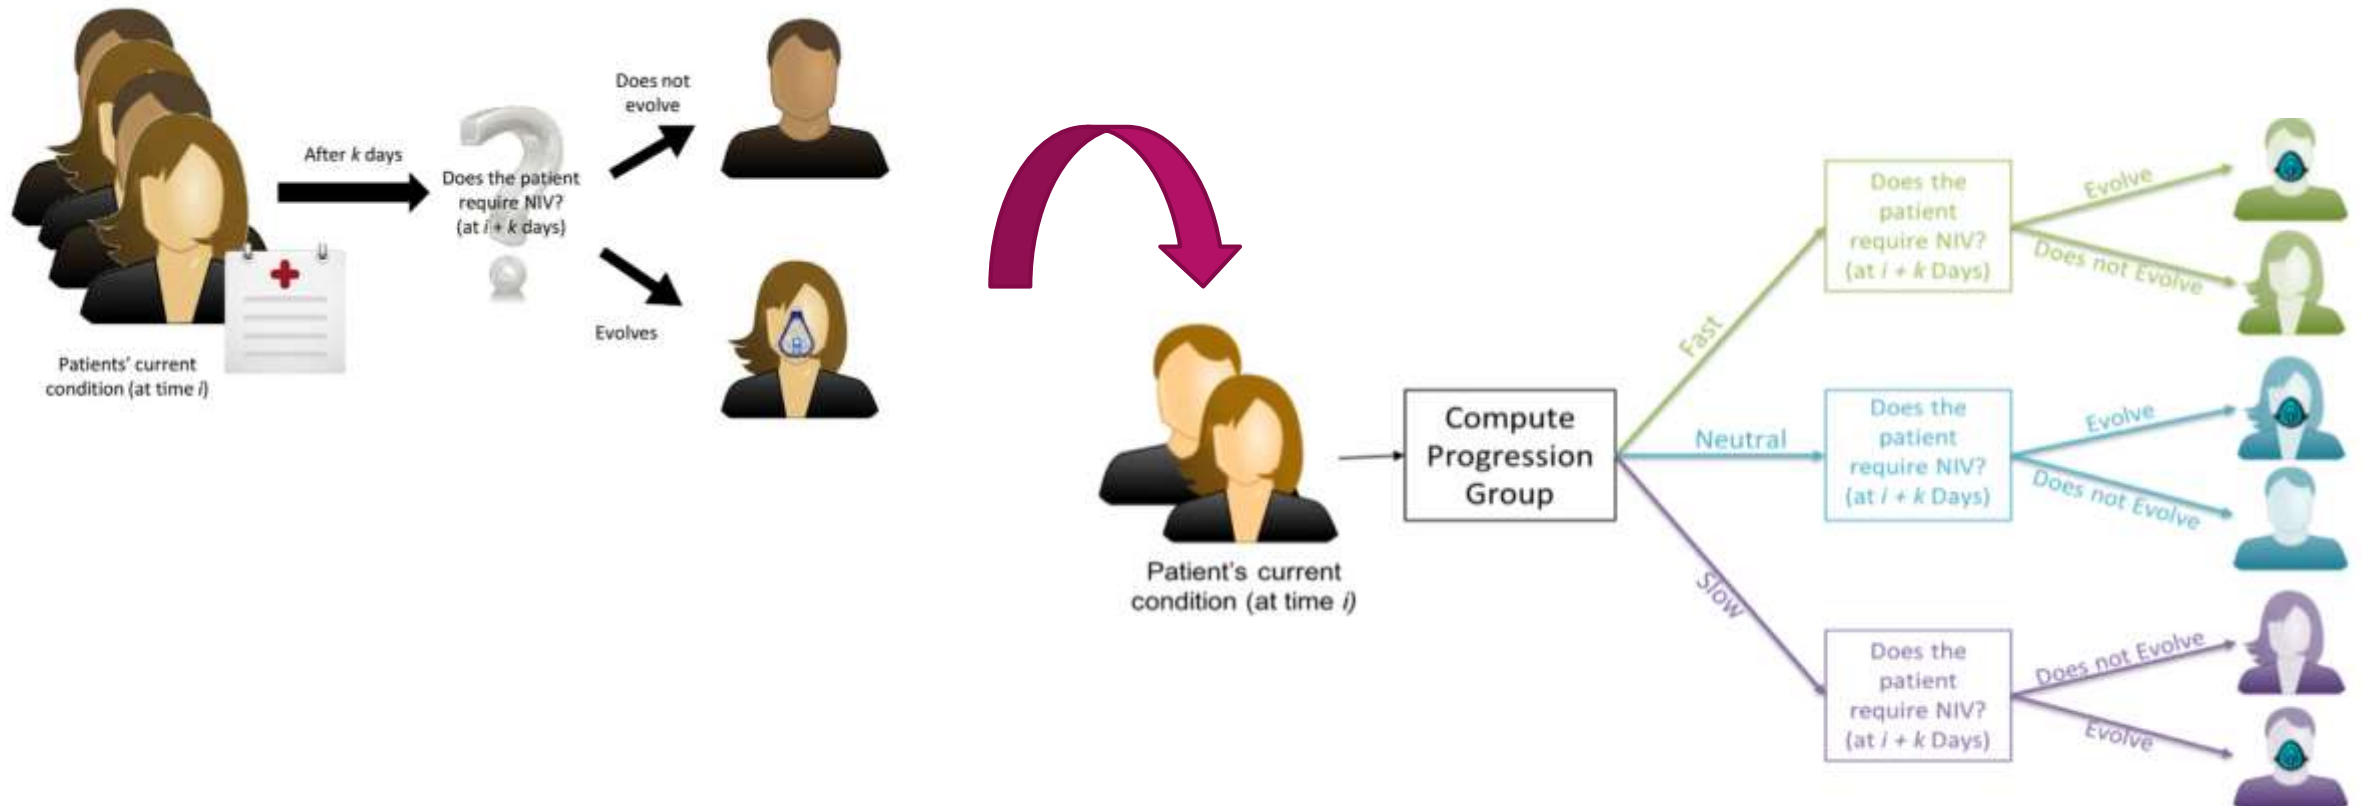 After k days
Does the patient
require NIV?
(at i + k days)
Does not
evolve
Evolves
Patients' current
condition (at time i)
Patient's current
condition (at time i)
Compute
Progression
Group
Fast
Neutral
Slow
Does the
patient
require NIV?
(at i + k Days)
Evolve
Does not Evolve
Does the
patient
require NIV?
(at i + k Days)
Evolve
Does not Evolve
Does the
patient
require NIV?
(at i + k Days)
Does not Evolve
Evolve